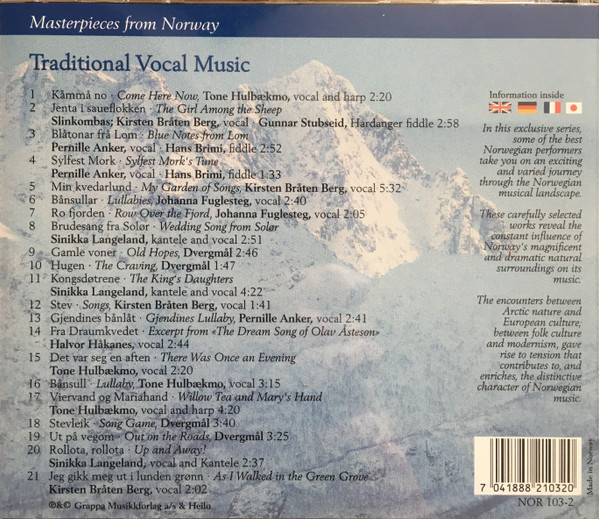 Masterpieces from Norway
Traditional Vocal Music
1 Kåmmå no · Come Here Now, Tone Hulbækmo, vocal and harp 2:20
2 Jenta i saueflokken · The Girl Among the Sheep
Slinkombas; Kirsten Bråten Berg, vocal · Gunnar Stubseid, Hardanger fiddle 2:58
3 Blåtonar frå Lom · Blue Notes from Lom
Pernille Anker, vocal · Hans Brimi, fiddle 2:52
4 Sylfest Mork · Sylfest Mork's Tune
Pernille Anker, vocal · Hans Brimi, fiddle 1:33
5 Min kvedarlund · My Garden of Songs, Kirsten Bråten Berg, vocal 5:32
6 Bånsullar · Lullabies, Johanna Fuglesteg, vocal 2:40
7 Ro fjorden · Row Over the Fjord, Johanna Fuglesteg, vocal 2:05
8 Brudesang fra Solør · Wedding Song from Solør
Sinikka Langeland, kantele and vocal 2:51
9 Gamle voner · Old Hopes, Dvergmål 2:46
10 Hugen · The Craving, Dvergmål 1:47
11 Kongsdøtrene · The King's Daughters
Sinikka Langeland, kantele and vocal 4:22
12 Stev · Songs, Kirsten Bråten Berg, vocal 1:41
13 Gjendines bånlåt · Gjendines Lullaby, Pernille Anker, vocal 2:41
14 Fra Draumkvedet · Excerpt from «The Dream Song of Olav Åsteson»
Halvor Håkanes, vocal 2:44
15 Det var seg en aften · There Was Once an Evening
Tone Hulbækmo, vocal 2:20
16 Bånsull · Lullaby, Tone Hulbækmo, vocal 3:15
17 Viervand og Mariahand · Willow Tea and Mary's Hand
Tone Hulbækmo, vocal and harp 4:20
18 Stevleik · Song Game, Dvergmål 3:40
19 Ut på vegom · Out on the Roads, Dvergmål 3:25
20 Rollota, rollota · Up and Away!
Sinikka Langeland, vocal and Kantele 2:37
21 Jeg gikk meg ut i lunden grønn · As I Walked in the Green Grove
Kirsten Bråten Berg, vocal 2:02
℗&© Grappa Musikkforlag a/s & Heilo
Information inside
In this exclusive series,
some of the best
Norwegian performers
take you on an exciting
and varied journey
through the Norwegian
musical landscape.
These carefully selected
works reveal the
constant influence of
Norway's magnificent
and dramatic natural
surroundings on its
music.
The encounters between
Arctic nature and
European culture,
between folk culture
and modernism, gave
rise to tension that
contributes to, and
enriches, the distinctive
character of Norwegian
music.
7 041888 210320
NOR 103-2
Made in Norway